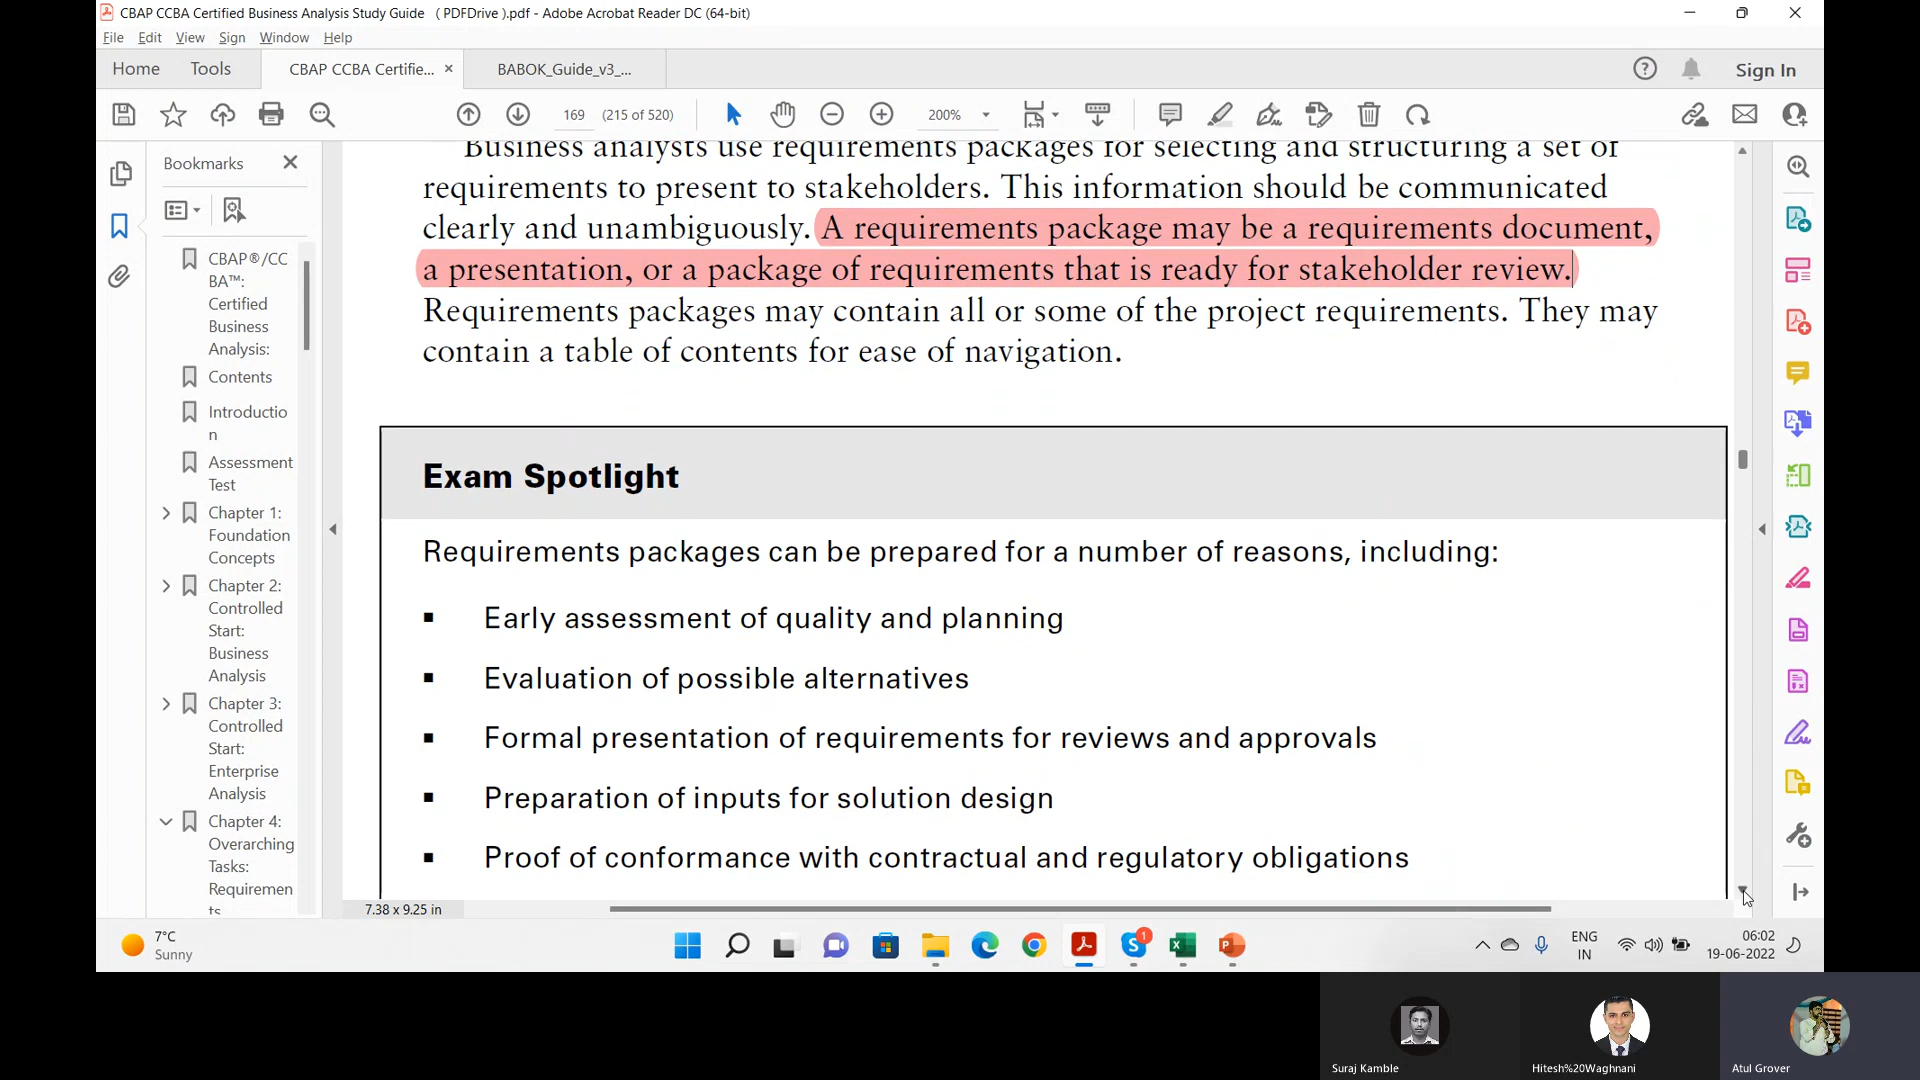 CBAP CCBA Certified Business Analysis Study Guide ( PDFDrive ).pdf - Adobe Acrobat Reader DC (64-bit)
File Edit View Sign Window Help
Home Tools CBAP CCBA Certifie... × BABOK_Guide_v3_... Sign In
169 (215 of 520) 200%
Bookmarks
CBAP®/CC
BA™:
Certified
Business
Analysis:
Contents
Introductio
n
Assessment
Test
Chapter 1:
Foundation
Concepts
Chapter 2:
Controlled
Start:
Business
Analysis
Chapter 3:
Controlled
Start:
Enterprise
Analysis
Chapter 4:
Overarching
Tasks:
Requiremen
ts
Business analysts use requirements packages for selecting and structuring a set of
requirements to present to stakeholders. This information should be communicated
clearly and unambiguously. A requirements package may be a requirements document,
a presentation, or a package of requirements that is ready for stakeholder review.
Requirements packages may contain all or some of the project requirements. They may
contain a table of contents for ease of navigation.
Exam Spotlight
Requirements packages can be prepared for a number of reasons, including:
▪ Early assessment of quality and planning
▪ Evaluation of possible alternatives
▪ Formal presentation of requirements for reviews and approvals
▪ Preparation of inputs for solution design
▪ Proof of conformance with contractual and regulatory obligations
7.38 x 9.25 in
7°C
Sunny
1
ENG
IN
06:02
19-06-2022
Suraj Kamble Hitesh%20Waghnani Atul Grover